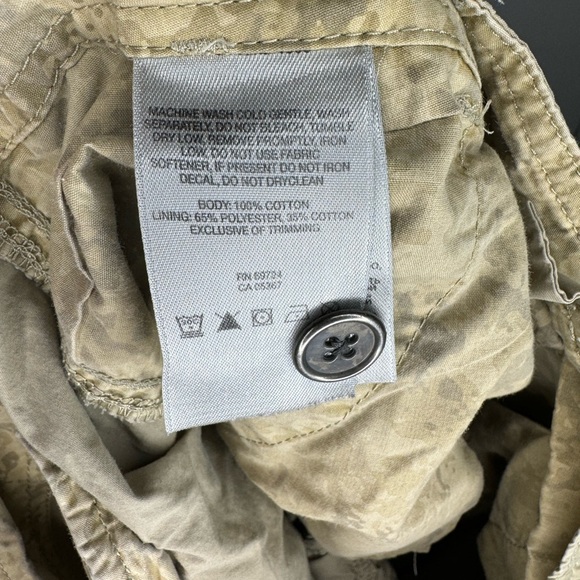 MACHINE WASH COLD GENTLE, WASH
SEPARATELY, DO NOT BLEACH, TUMBLE
DRY LOW, REMOVE PROMPTLY, IRON
LOW, DO NOT USE FABRIC
SOFTENER, IF PRESENT DO NOT IRON
DECAL, DO NOT DRYCLEAN
BODY: 100% COTTON
LINING: 65% POLYESTER, 35% COTTON
EXCLUSIVE OF TRIMMING
RN 69724
CA 05367
30C